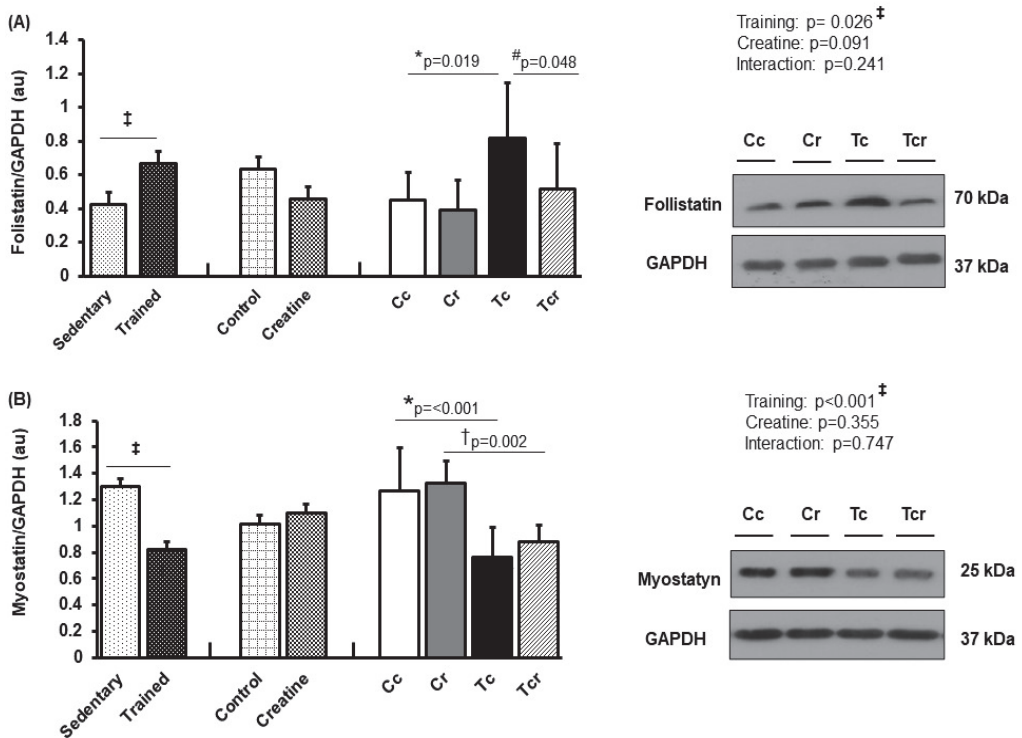 (A)
Follistatin/GAPDH (au)
1.4
1.2
1
0.8
0.6
0.4
0.2
0
‡
*p=0.019
#p=0.048
Sedentary
Trained
Control
Creatine
Cc
Cr
Tc
Tcr
Training: p= 0.026‡
Creatine: p=0.091
Interaction: p=0.241
Cc Cr Tc Tcr
Follistatin 70 kDa
GAPDH 37 kDa
(B)
Myostatin/GAPDH (au)
1.8
1.6
1.4
1.2
1
0.8
0.6
0.4
0.2
0
‡
*p=<0.001
†p=0.002
Sedentary
Trained
Control
Creatine
Cc
Cr
Tc
Tcr
Training: p<0.001‡
Creatine: p=0.355
Interaction: p=0.747
Cc Cr Tc Tcr
Myostatyn 25 kDa
GAPDH 37 kDa